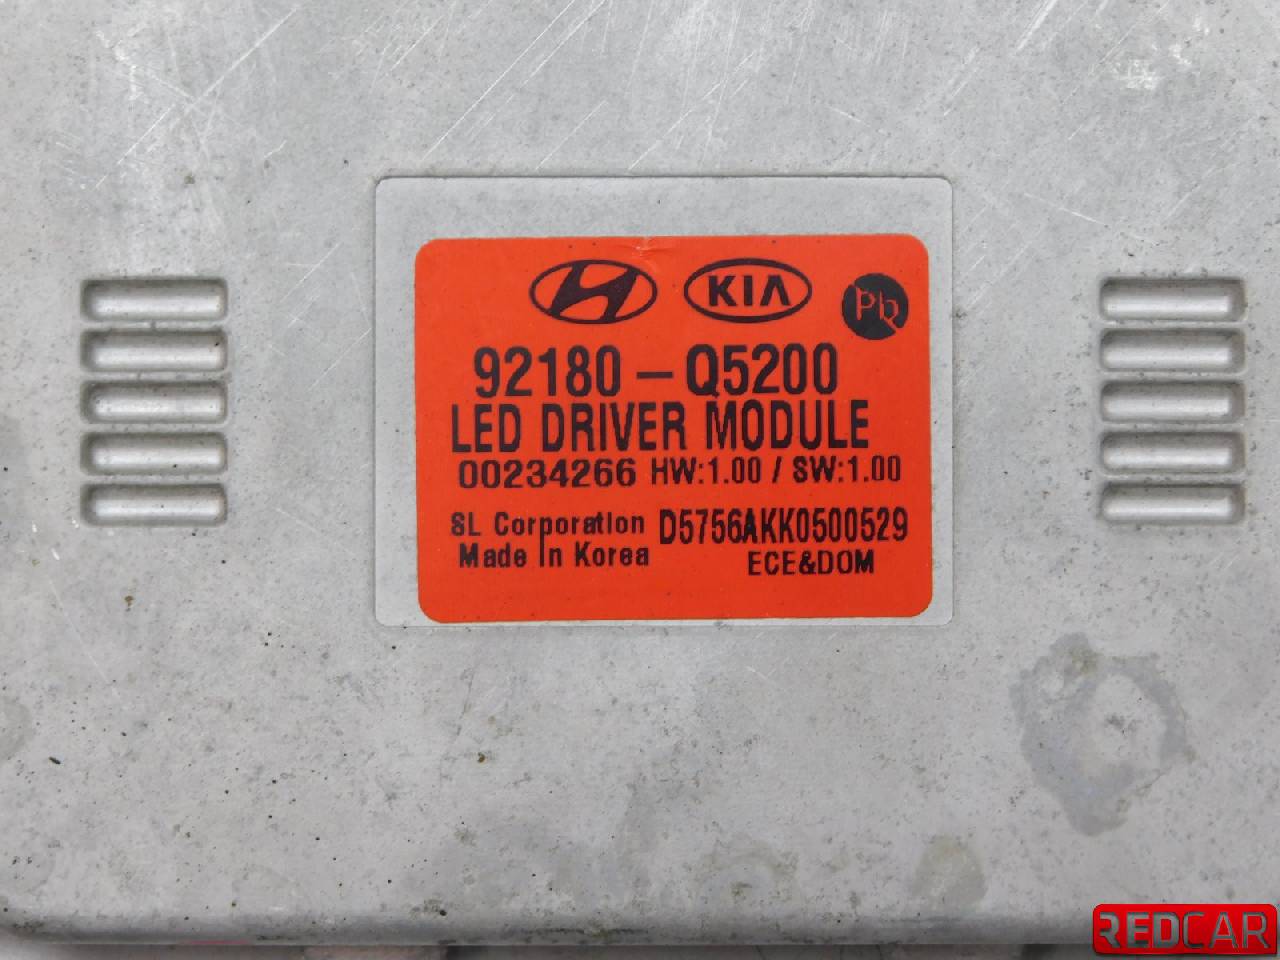 KIA
Pb
92180-Q5200
LED DRIVER MODULE
00234266 HW:1.00 / SW:1.00
SL Corporation D5756AKK0500529
Made In Korea ECE&DOM
REDCAR